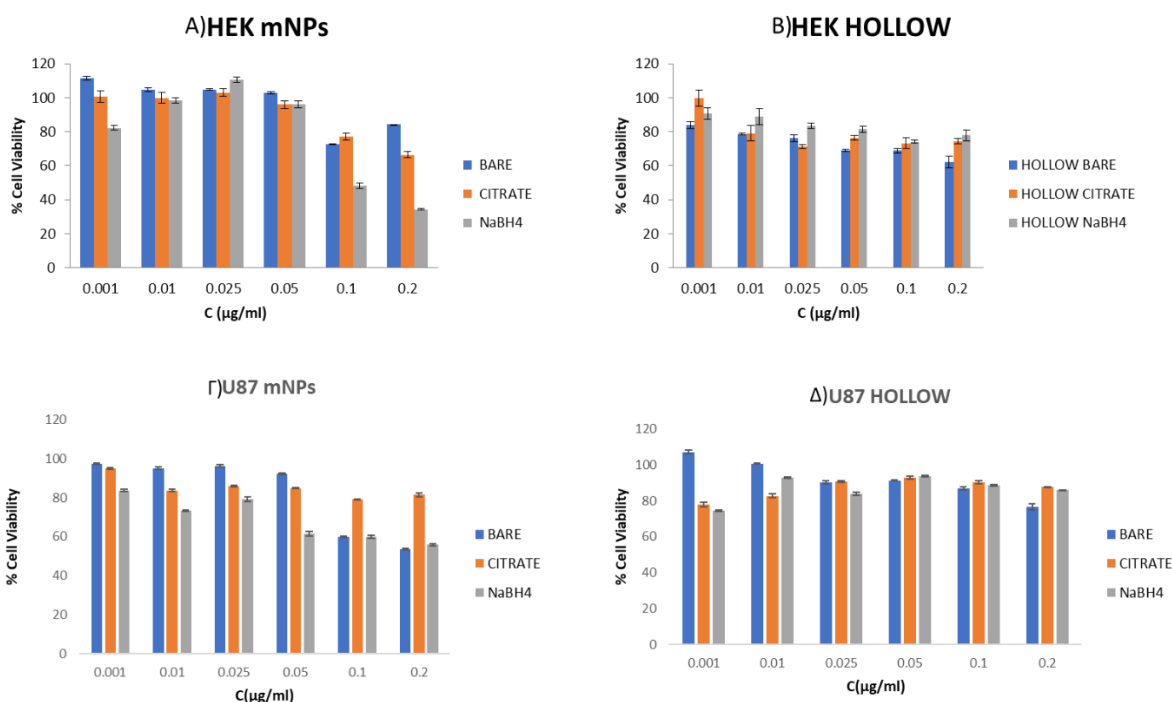 Α)HEK mNPs
120
100
80
60
40
20
0
% Cell Viability
0.001 0.01 0.025 0.05 0.1 0.2
C (μg/ml)
BARE
CITRATE
NaBH4
Β)HEK HOLLOW
120
100
80
60
40
20
0
% Cell Viability
0.001 0.01 0.025 0.05 0.1 0.2
C (μg/ml)
HOLLOW BARE
HOLLOW CITRATE
HOLLOW NaBH4
Γ)U87 mNPs
120
100
80
60
40
20
0
% Cell Viability
0.001 0.01 0.025 0.05 0.1 0.2
C(μg/ml)
BARE
CITRATE
NaBH4
Δ)U87 HOLLOW
120
100
80
60
40
20
0
% Cell Viability
0.001 0.01 0.025 0.05 0.1 0.2
C(μg/ml)
BARE
CITRATE
NaBH4